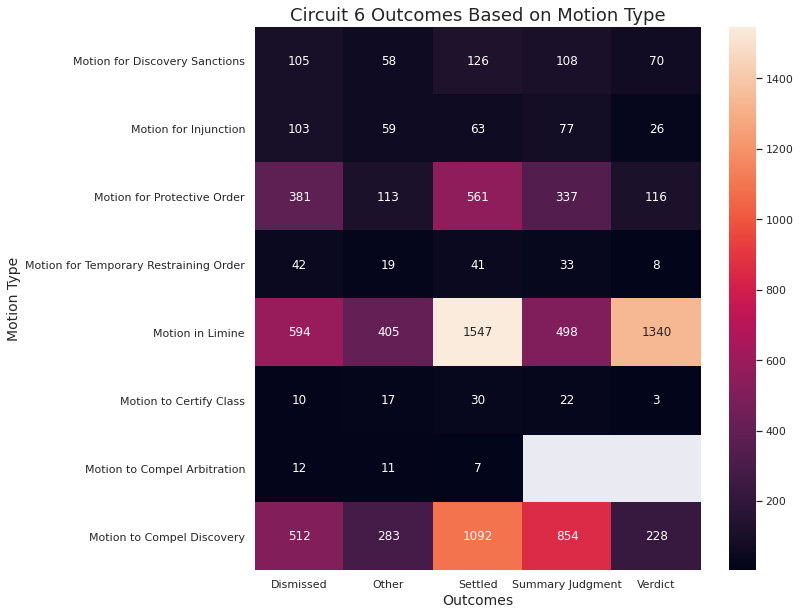 Circuit 6 Outcomes Based on Motion Type
Motion Type
Motion for Discovery Sanctions 105 58 126 108 70
Motion for Injunction 103 59 63 77 26
Motion for Protective Order 381 113 561 337 116
Motion for Temporary Restraining Order 42 19 41 33 8
Motion in Limine 594 405 1547 498 1340
Motion to Certify Class 10 17 30 22 3
Motion to Compel Arbitration 12 11 7
Motion to Compel Discovery 512 283 1092 854 228
Dismissed Other Settled Summary Judgment Verdict
Outcomes
1400
1200
1000
800
600
400
200